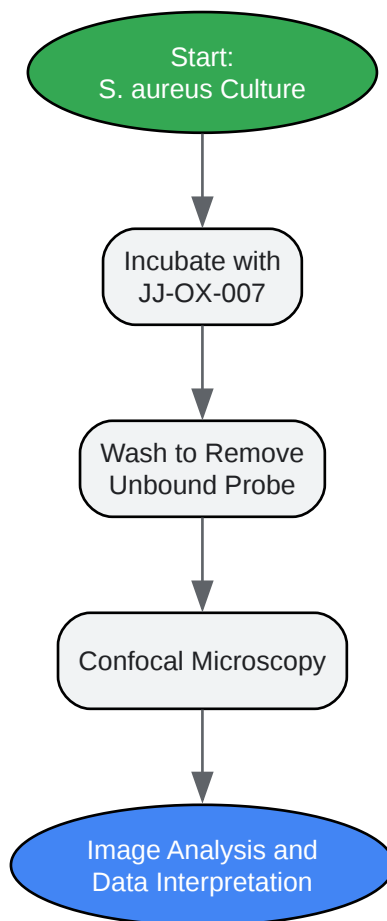 Start:
S. aureus Culture
Incubate with
JJ-OX-007
Wash to Remove
Unbound Probe
Confocal Microscopy
Image Analysis and
Data Interpretation